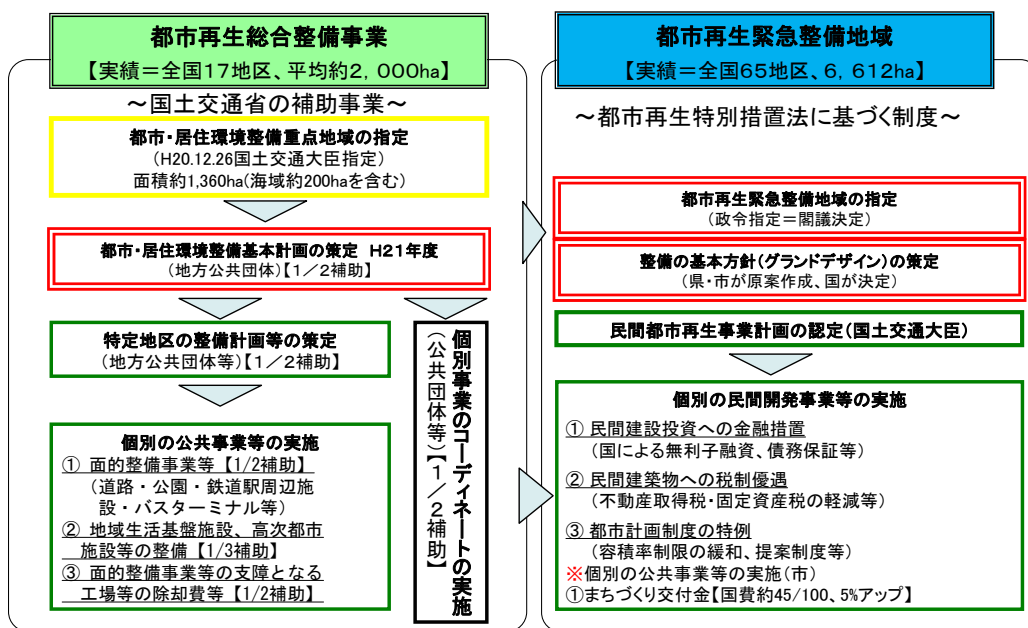 都市再生総合整備事業
【実績=全国17地区、平均約2,000ha】
~国土交通省の補助事業~
都市・居住環境整備重点地域の指定
(H20.12.26国土交通大臣指定)
面積約1,360ha(海域約200haを含む)
都市・居住環境整備基本計画の策定 H21年度
(地方公共団体)【1/2補助】
特定地区の整備計画等の策定
(地方公共団体等)【1/2補助】
個別の公共事業等の実施
① 面的整備事業等【1/2補助】
(道路・公園・鉄道駅周辺施
設・バスターミナル等)
② 地域生活基盤施設、高次都市
施設等の整備【1/3補助】
③ 面的整備事業等の支障となる
工場等の除却費等【1/2補助】
個別事業のコーディネートの実施
(公共団体等)【1/2補助】
都市再生緊急整備地域
【実績=全国65地区、6,612ha】
~都市再生特別措置法に基づく制度~
都市再生緊急整備地域の指定
(政令指定=閣議決定)
整備の基本方針(グランドデザイン)の策定
(県・市が原案作成、国が決定)
民間都市再生事業計画の認定(国土交通大臣)
個別の民間開発事業等の実施
① 民間建設投資への金融措置
(国による無利子融資、債務保証等)
② 民間建築物への税制優遇
(不動産取得税・固定資産税の軽減等)
③ 都市計画制度の特例
(容積率制限の緩和、提案制度等)
※個別の公共事業等の実施(市)
①まちづくり交付金【国費約45/100、5%アップ】